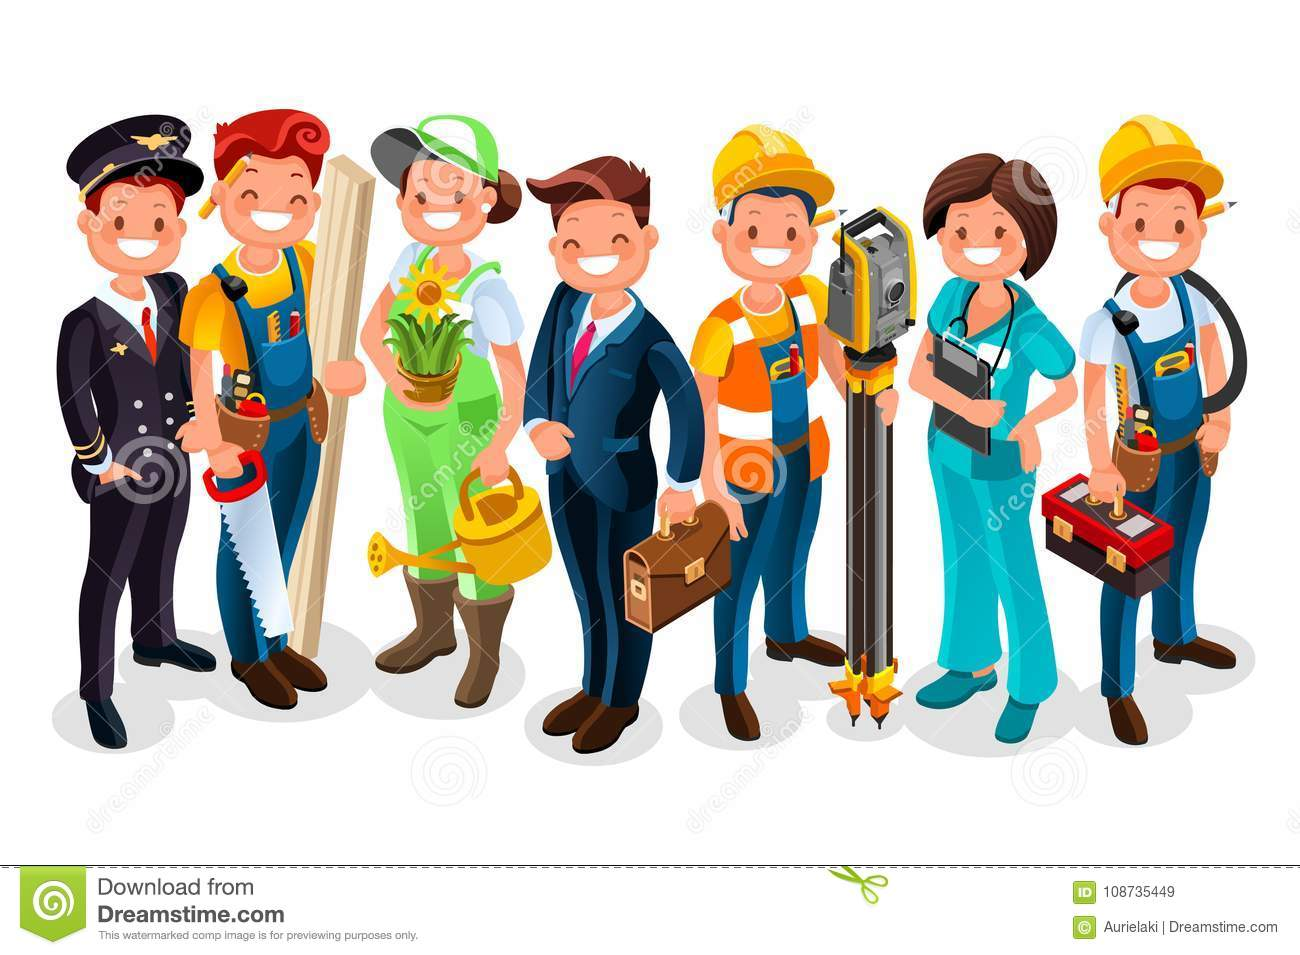 Download from
Dreamstime.com
This watermarked comp image is for previewing purposes only.
ID 108735449
© Aurielaki | Dreamstime.com